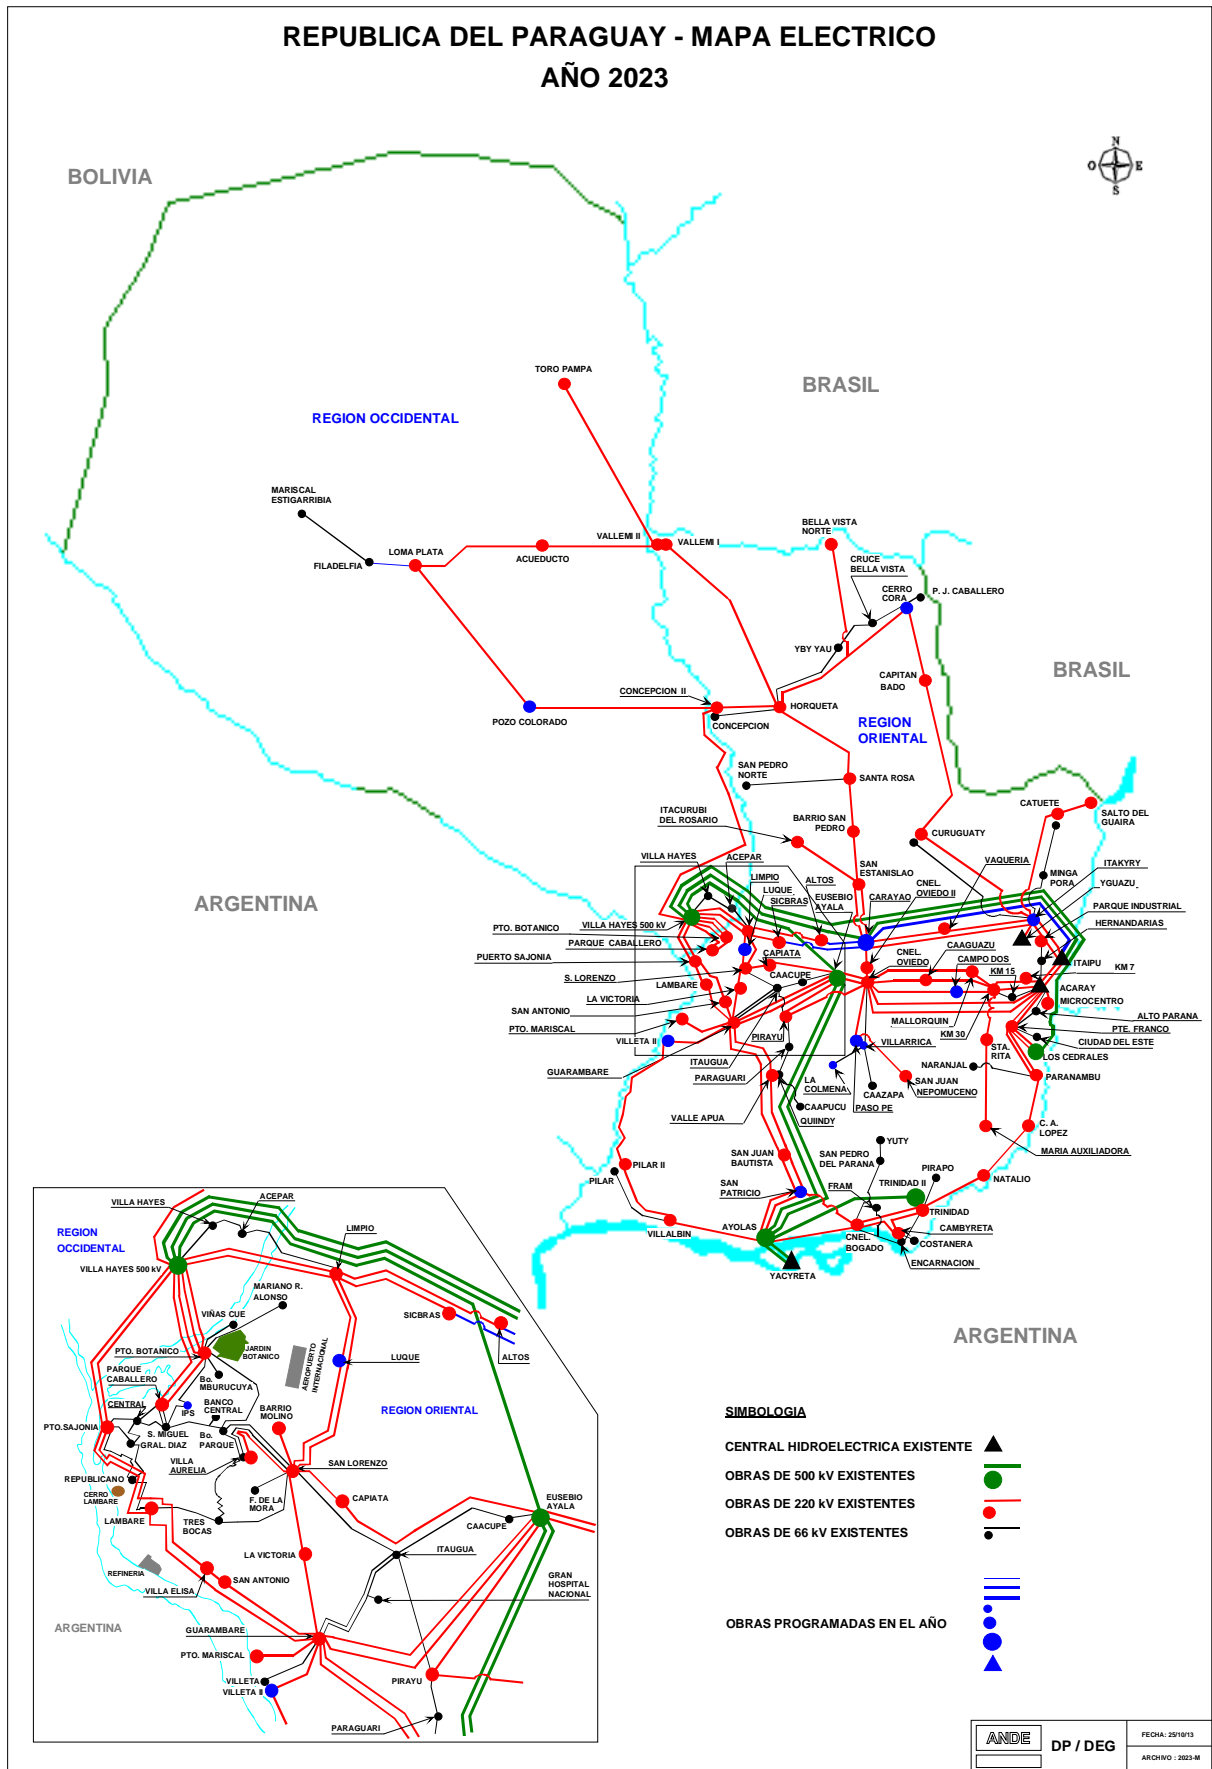 REPUBLICA DEL PARAGUAY - MAPA ELECTRICO
AÑO 2023
N
O
E
S
BOLIVIA
TORO PAMPA
BRASIL
REGION OCCIDENTAL
MARISCAL
ESTIGARRIBIA
FILADELFIA
LOMA PLATA
ACUEDUCTO
VALLEMI II
VALLEMI I
BELLA VISTA
NORTE
CRUCE
BELLA VISTA
CERRO
CORA
P. J. CABALLERO
YBY YAU
CAPITAN
BADO
BRASIL
POZO COLORADO
CONCEPCION II
CONCEPCION
HORQUETA
REGION
ORIENTAL
SAN PEDRO
NORTE
SANTA ROSA
ITACURUBI
DEL ROSARIO
BARRIO SAN
PEDRO
CURUGUATY
CATUETE
SALTO DEL
GUAIRA
VILLA HAYES
ACEPAR
LIMPIO
LUQUE
SICBRAS
ALTOS
EUSEBIO
AYALA
SAN
ESTANISLAO
CARAYAO
CNEL.
OVIEDO II
VAQUERIA
MINGA
PORA
ITAKYRY
YGUAZU
PARQUE INDUSTRIAL
HERNANDARIAS
ARGENTINA
PTO. BOTANICO
VILLA HAYES 500 kV
PARQUE CABALLERO
PUERTO SAJONIA
S. LORENZO
CAPIATA
CAACUPE
LAMBARE
LA VICTORIA
SAN ANTONIO
PTO. MARISCAL
VILLETA II
GUARAMBARE
ITAUGUA
PIRAYU
PARAGUARI
VALLE APUA
CNEL.
OVIEDO
CAAGUAZU
CAMPO DOS
KM 15
ITAIPU
KM 7
ACARAY
MICROCENTRO
MALLORQUIN
KM 30
ALTO PARANA
PTE. FRANCO
CIUDAD DEL ESTE
LOS CEDRALES
STA.
RITA
NARANJAL
PARANAMBU
VILLARRICA
LA
COLMENA
CAAZAPA
PASO PE
SAN JUAN
NEPOMUCENO
CAAPUCU
QUIINDY
C. A.
LOPEZ
MARIA AUXILIADORA
SAN JUAN
BAUTISTA
SAN PEDRO
DEL PARANA
YUTY
PIRAPO
NATALIO
PILAR II
PILAR
SAN
PATRICIO
FRAM
TRINIDAD II
TRINIDAD
VILLALBIN
AYOLAS
CNEL.
BOGADO
CAMBYRETA
COSTANERA
ENCARNACION
YACYRETA
ARGENTINA
VILLA HAYES
ACEPAR
LIMPIO
REGION
OCCIDENTAL
VILLA HAYES 500 kV
MARIANO R.
ALONSO
VIÑAS CUE
SICBRAS
ALTOS
PTO. BOTANICO
JARDIN
BOTANICO
AEROPUERTO
INTERNACIONAL
LUQUE
PARQUE
CABALLERO
Bo.
MBURUCUYA
CENTRAL
IPS
BANCO
CENTRAL
BARRIO
MOLINO
REGION ORIENTAL
PTO.SAJONIA
S. MIGUEL
GRAL. DIAZ
Bo.
PARQUE
VILLA
AURELIA
SAN LORENZO
REPUBLICANO
CERRO
LAMBARE
F. DE LA
MORA
CAPIATA
EUSEBIO
AYALA
LAMBARE
TRES
BOCAS
CAACUPE
LA VICTORIA
ITAUGUA
REFINERIA
VILLA ELISA
SAN ANTONIO
GRAN
HOSPITAL
NACIONAL
ARGENTINA
GUARAMBARE
PTO. MARISCAL
VILLETA
VILLETA II
PIRAYU
PARAGUARI
SIMBOLOGIA
CENTRAL HIDROELECTRICA EXISTENTE
OBRAS DE 500 kV EXISTENTES
OBRAS DE 220 kV EXISTENTES
OBRAS DE 66 kV EXISTENTES
OBRAS PROGRAMADAS EN EL AÑO
ANDE
DP / DEG
FECHA: 25/10/13
ARCHIVO : 2023-M